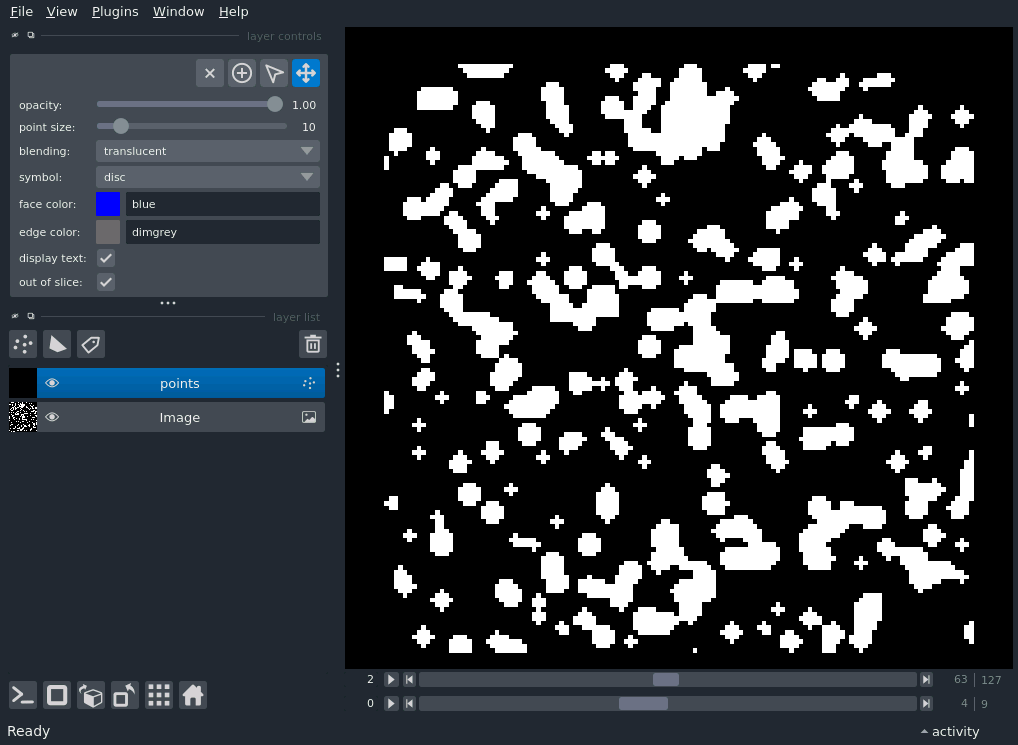 File View Plugins Window Help
layer controls
opacity: 1.00
point size: 10
blending: translucent
symbol: disc
face color: blue
edge color: dimgrey
display text:
out of slice:
layer list
points
Image
2 63 127
0 4 9
Ready activity